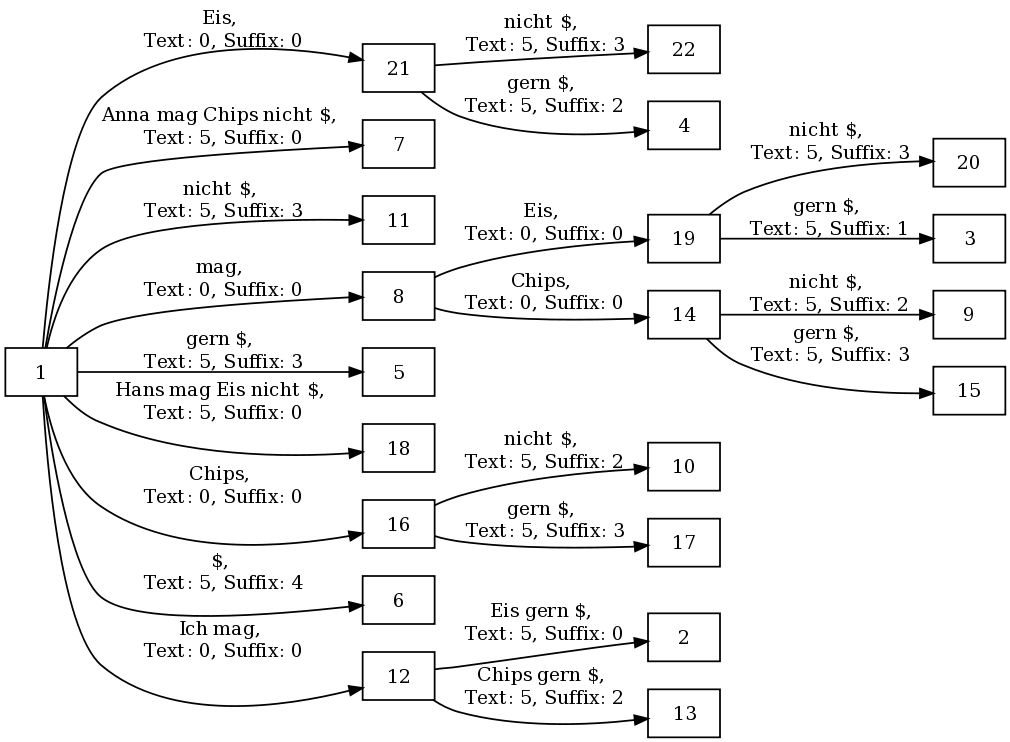 Eis,
Text: 0, Suffix: 0
nicht $,
Text: 5, Suffix: 3
21
22
gern $,
Text: 5, Suffix: 2
4
Anna mag Chips nicht $,
Text: 5, Suffix: 0
7
nicht $,
Text: 5, Suffix: 3
20
nicht $,
Text: 5, Suffix: 3
11
Eis,
Text: 0, Suffix: 0
19
gern $,
Text: 5, Suffix: 1
3
mag,
Text: 0, Suffix: 0
8
Chips,
Text: 0, Suffix: 0
14
nicht $,
Text: 5, Suffix: 2
9
gern $,
Text: 5, Suffix: 3
15
1
gern $,
Text: 5, Suffix: 3
5
Hans mag Eis nicht $,
Text: 5, Suffix: 0
18
nicht $,
Text: 5, Suffix: 2
10
Chips,
Text: 0, Suffix: 0
16
gern $,
Text: 5, Suffix: 3
17
$,
Text: 5, Suffix: 4
6
Ich mag,
Text: 0, Suffix: 0
12
Eis gern $,
Text: 5, Suffix: 0
2
Chips gern $,
Text: 5, Suffix: 2
13